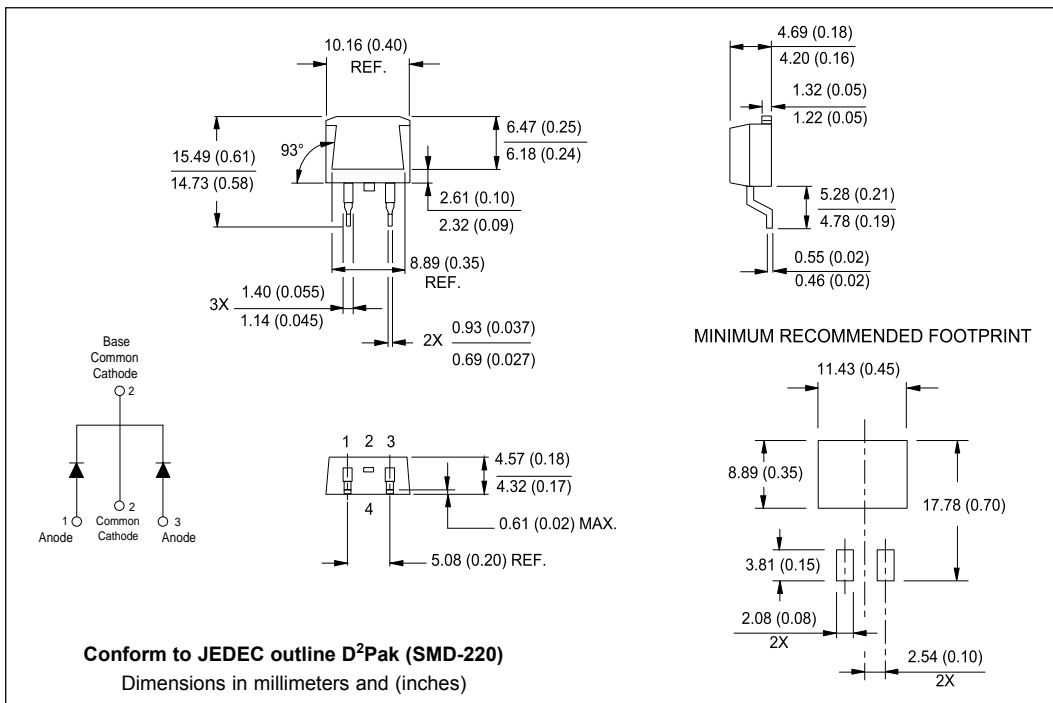 10.16 (0.40)
REF.
93°
15.49 (0.61)
14.73 (0.58)
6.47 (0.25)
6.18 (0.24)
2.61 (0.10)
2.32 (0.09)
8.89 (0.35)
REF.
3X
1.40 (0.055)
1.14 (0.045)
2X
0.93 (0.037)
0.69 (0.027)
4.69 (0.18)
4.20 (0.16)
1.32 (0.05)
1.22 (0.05)
5.28 (0.21)
4.78 (0.19)
0.55 (0.02)
0.46 (0.02)
Base
Common
Cathode
2
1
Anode
2
Common
Cathode
3
Anode
1 2 3
4
4.57 (0.18)
4.32 (0.17)
0.61 (0.02) MAX.
5.08 (0.20) REF.
MINIMUM RECOMMENDED FOOTPRINT
11.43 (0.45)
8.89 (0.35)
17.78 (0.70)
3.81 (0.15)
2.08 (0.08)
2X
2.54 (0.10)
2X
Conform to JEDEC outline D²Pak (SMD-220)
Dimensions in millimeters and (inches)